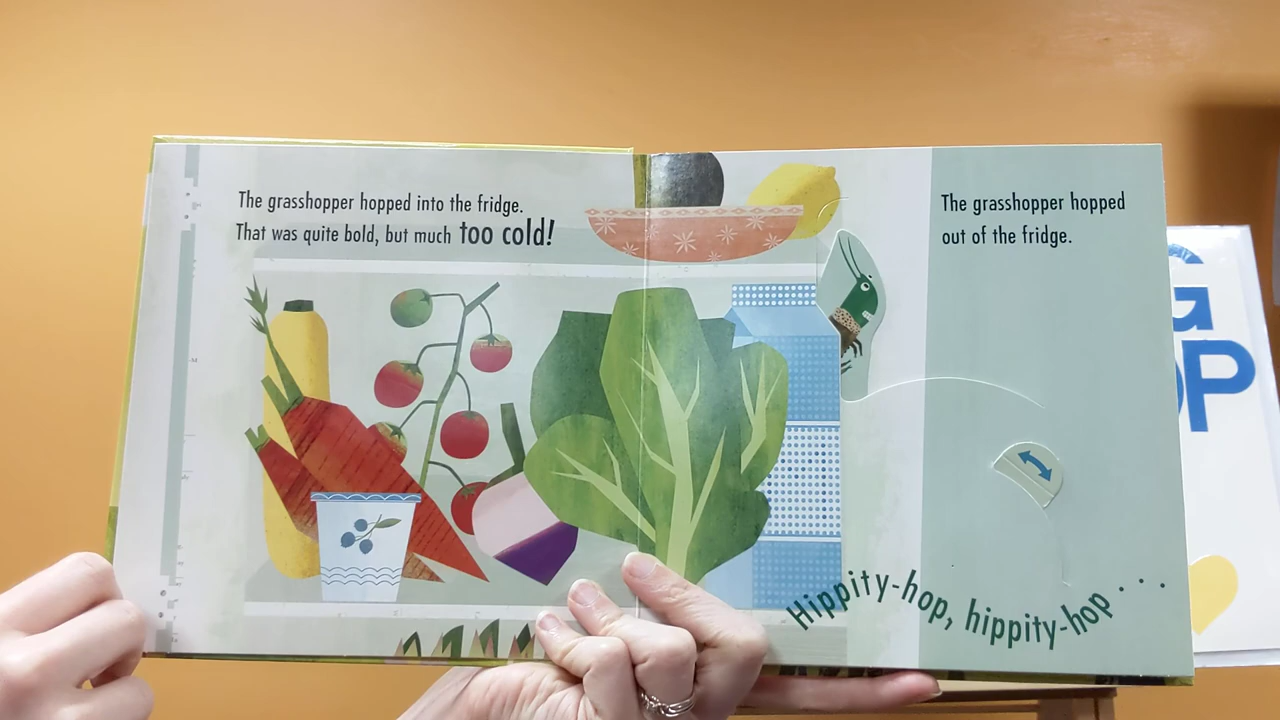 The grasshopper hopped into the fridge.
That was quite bold, but much too cold!
The grasshopper hopped
out of the fridge.
Hippity-hop, hippity-hop . . .